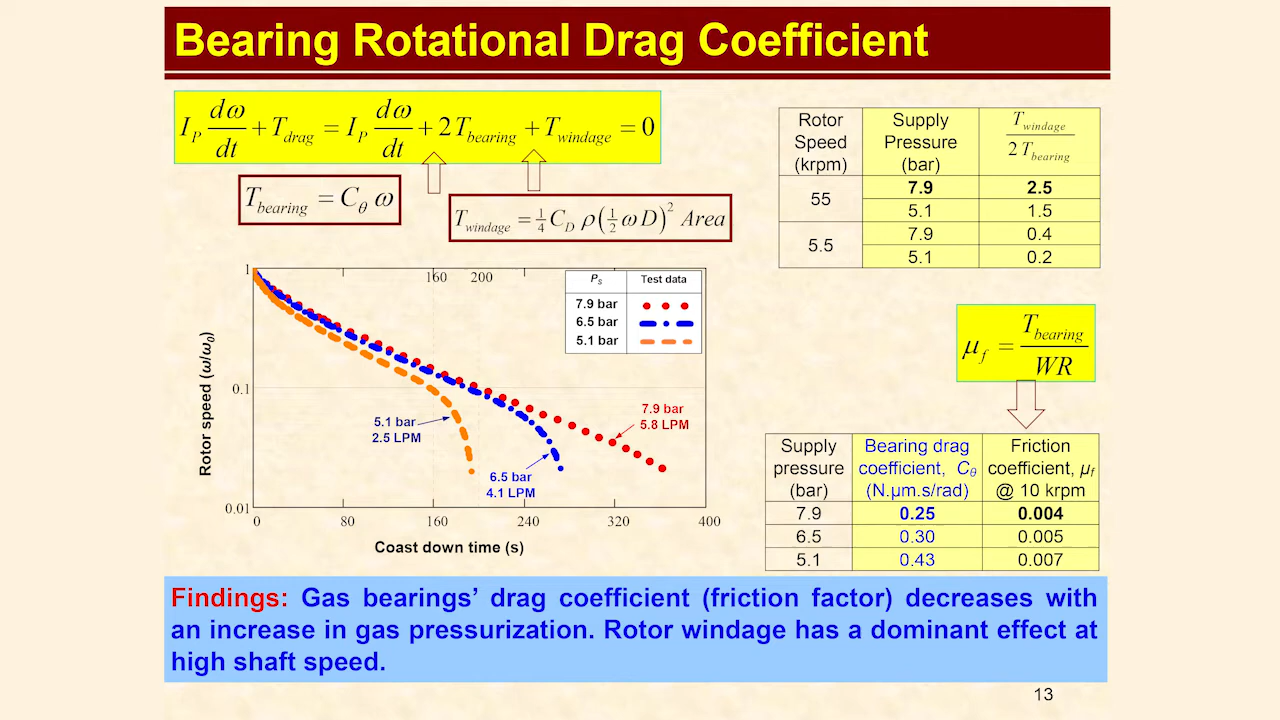 Bearing Rotational Drag Coefficient
I_P dω/dt + T_drag = I_P dω/dt + 2 T_bearing + T_windage = 0
T_bearing = C_θ ω
T_windage = 1/4 C_D ρ (1/2 ω D)^2 Area
Rotor Speed (krpm) | Supply Pressure (bar) | T_windage / 2 T_bearing
55 | 7.9 | 2.5
5.1 | 1.5
5.5 | 7.9 | 0.4
5.1 | 0.2
Rotor speed (ω/ω₀)
1
0.1
0.01
160 200
P_S Test data
7.9 bar
6.5 bar
5.1 bar
5.1 bar
2.5 LPM
6.5 bar
4.1 LPM
7.9 bar
5.8 LPM
0 80 160 240 320 400
Coast down time (s)
μ_f = T_bearing / WR
Supply pressure (bar) | Bearing drag coefficient, C_θ (N.μm.s/rad) | Friction coefficient, μ_f @ 10 krpm
7.9 | 0.25 | 0.004
6.5 | 0.30 | 0.005
5.1 | 0.43 | 0.007
Findings: Gas bearings’ drag coefficient (friction factor) decreases with
an increase in gas pressurization. Rotor windage has a dominant effect at
high shaft speed.
13